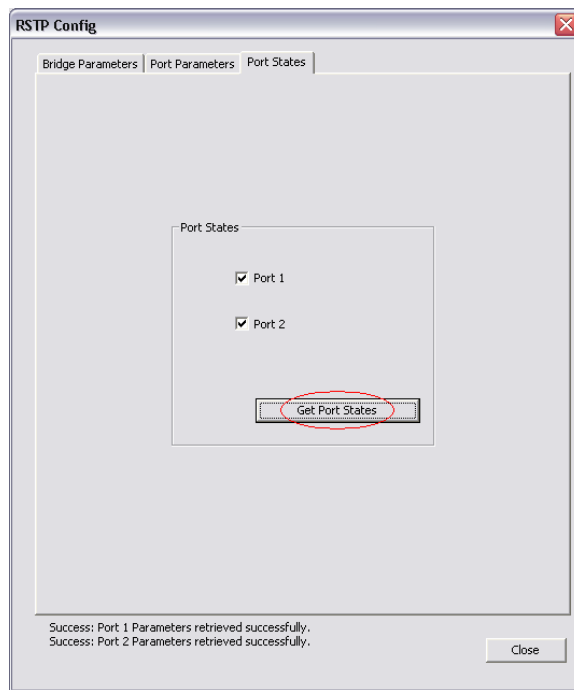 RSTP Config
Bridge Parameters Port Parameters Port States
Port States
Port 1
Port 2
Get Port States
Success: Port 1 Parameters retrieved successfully.
Success: Port 2 Parameters retrieved successfully.
Close